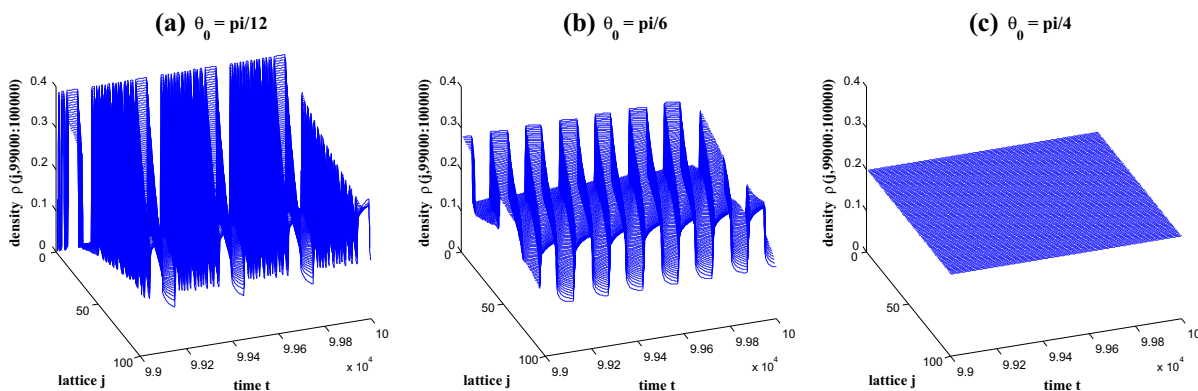 (a) θ_0 = pi/12
density ρ (j,99000:100000)
0.4
0.3
0.2
0.1
0
0
50
100
lattice j
9.9
9.92
9.94
9.96
9.98
10
x 10^4
time t
(b) θ_0 = pi/6
density ρ (j,99000:100000)
0.4
0.3
0.2
0.1
0
0
50
100
lattice j
9.9
9.92
9.94
9.96
9.98
10
x 10^4
time t
(c) θ_0 = pi/4
density ρ (j,99000:100000)
0.4
0.3
0.2
0.1
0
0
50
100
lattice j
9.9
9.92
9.94
9.96
9.98
10
x 10^4
time t